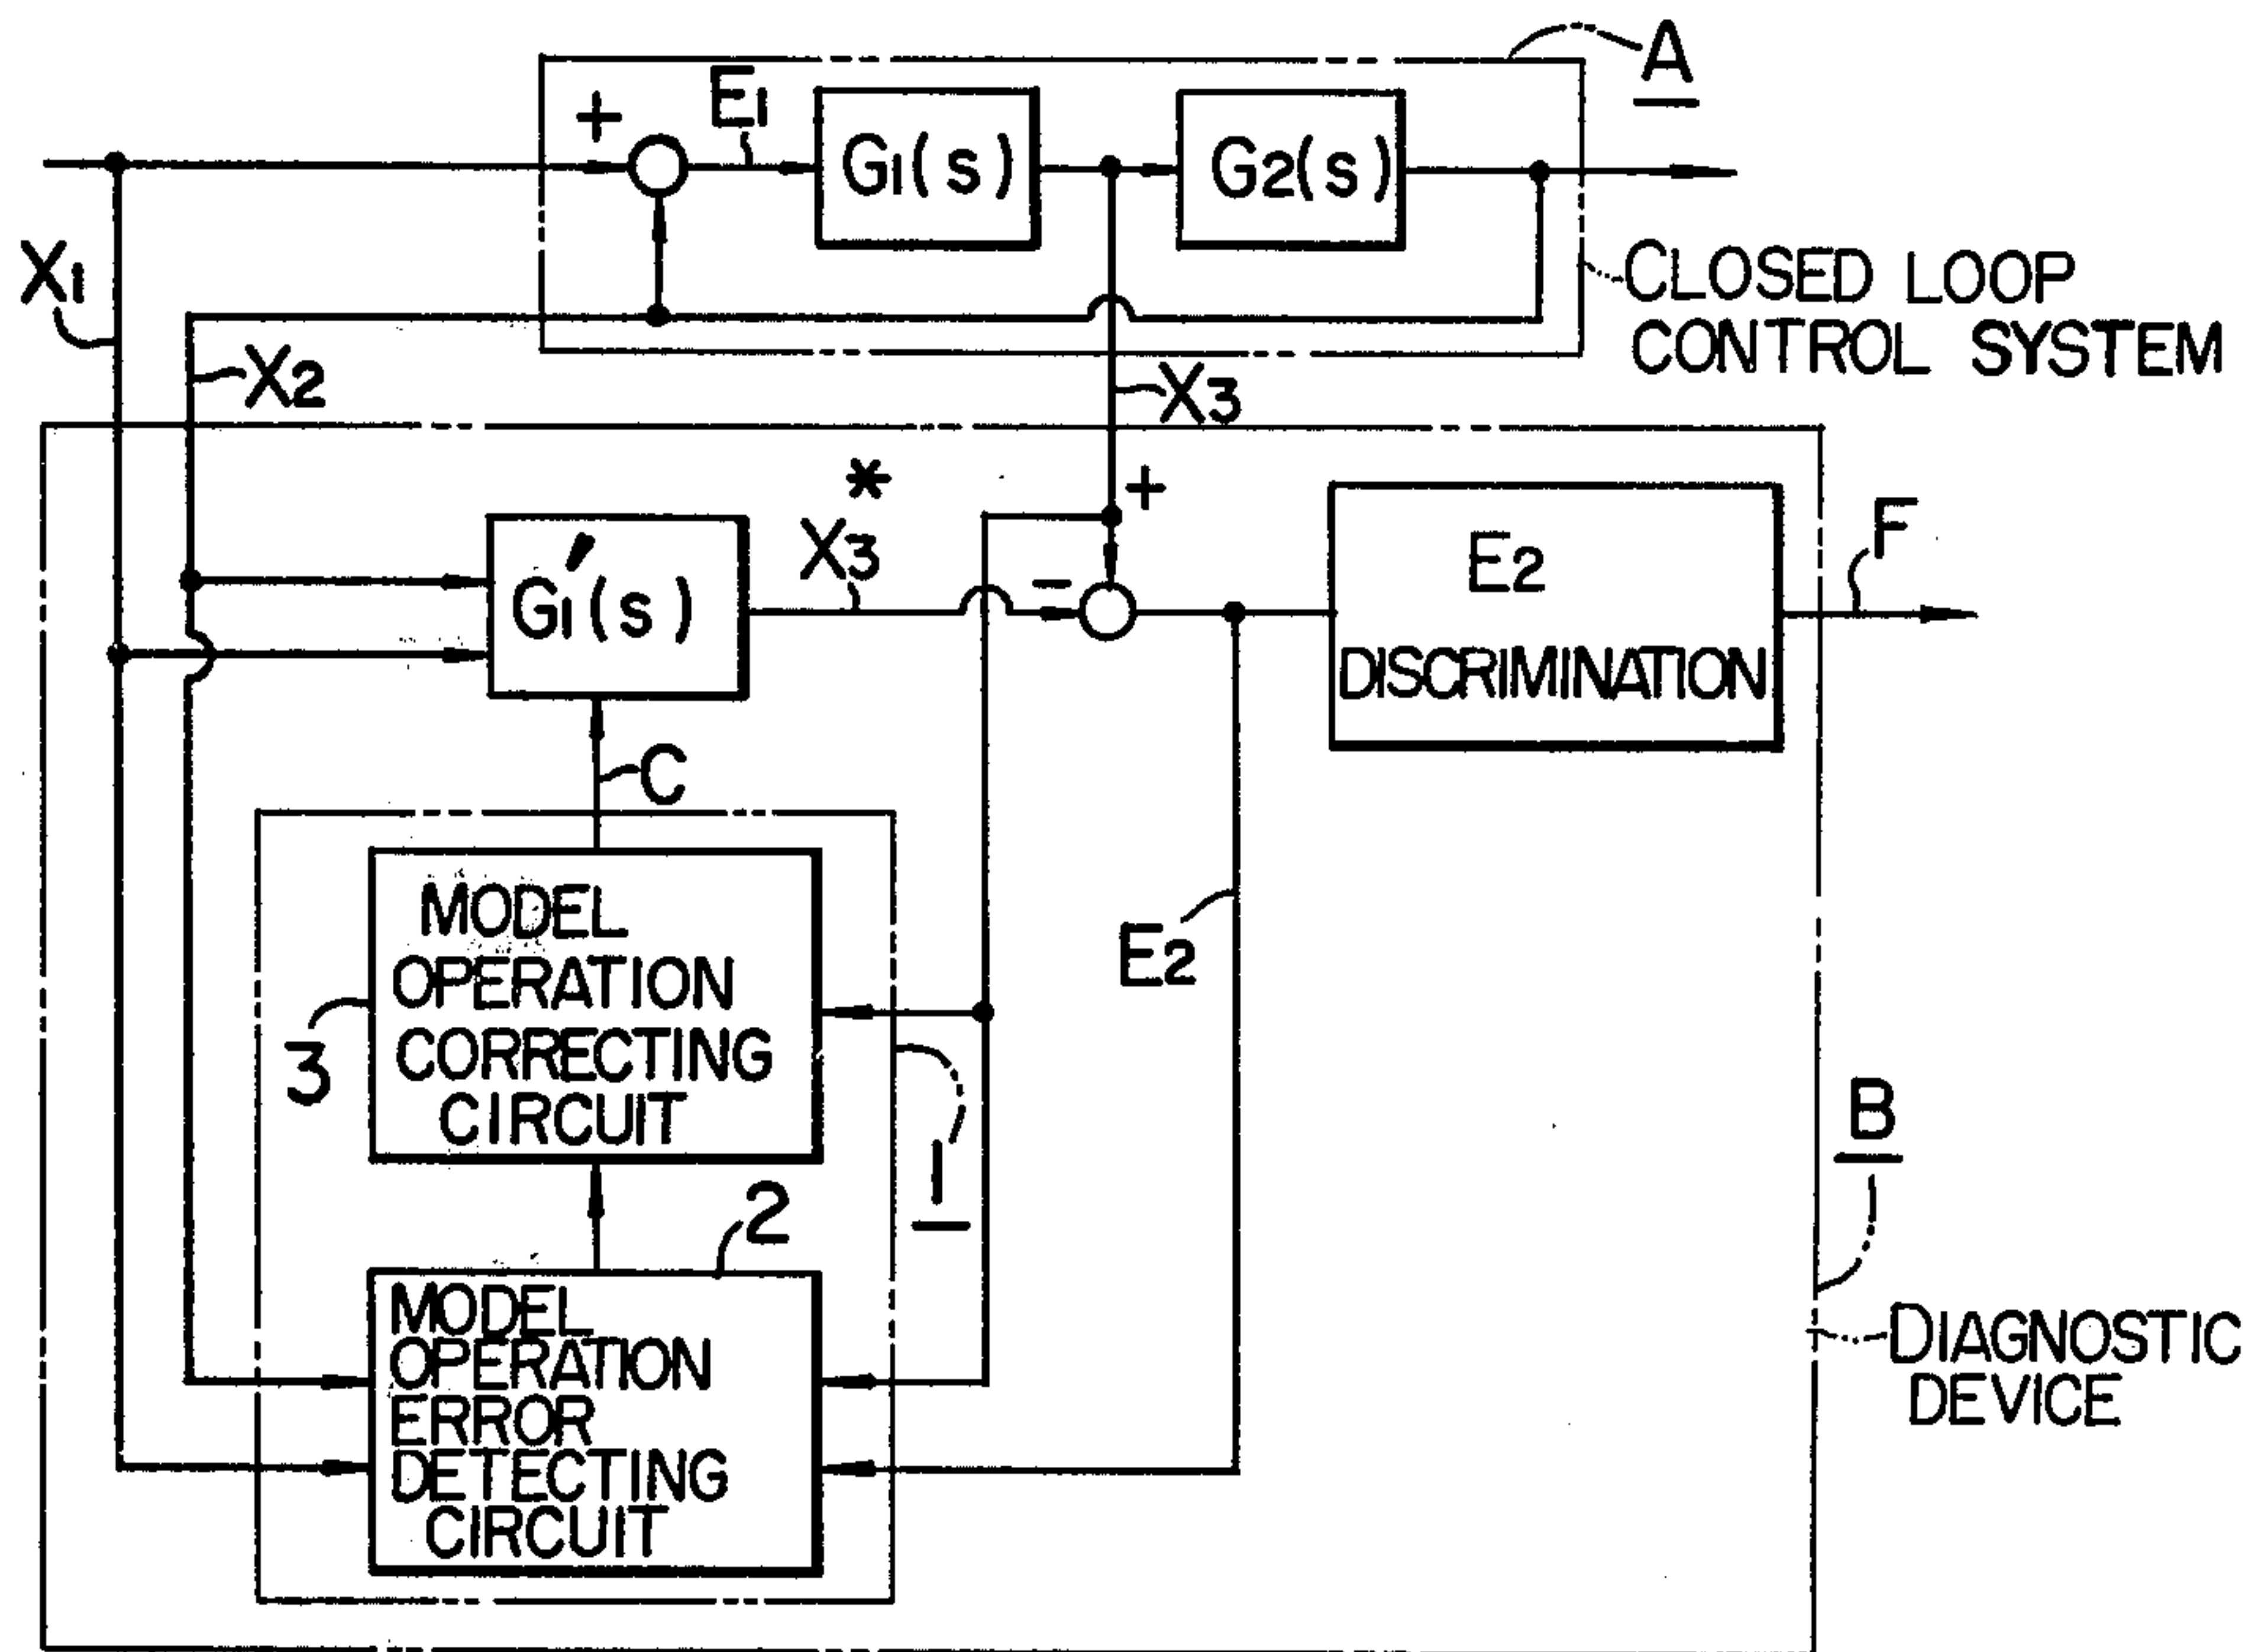 A
+
E1
G1(s)
G2(s)
X1
CLOSED LOOP
CONTROL SYSTEM
X2
X3
*
X3
+
-
G1'(s)
E2
DISCRIMINATION
F
C
MODEL
OPERATION
CORRECTING
CIRCUIT
3
E2
1
B
2
MODEL
OPERATION
ERROR
DETECTING
CIRCUIT
DIAGNOSTIC
DEVICE